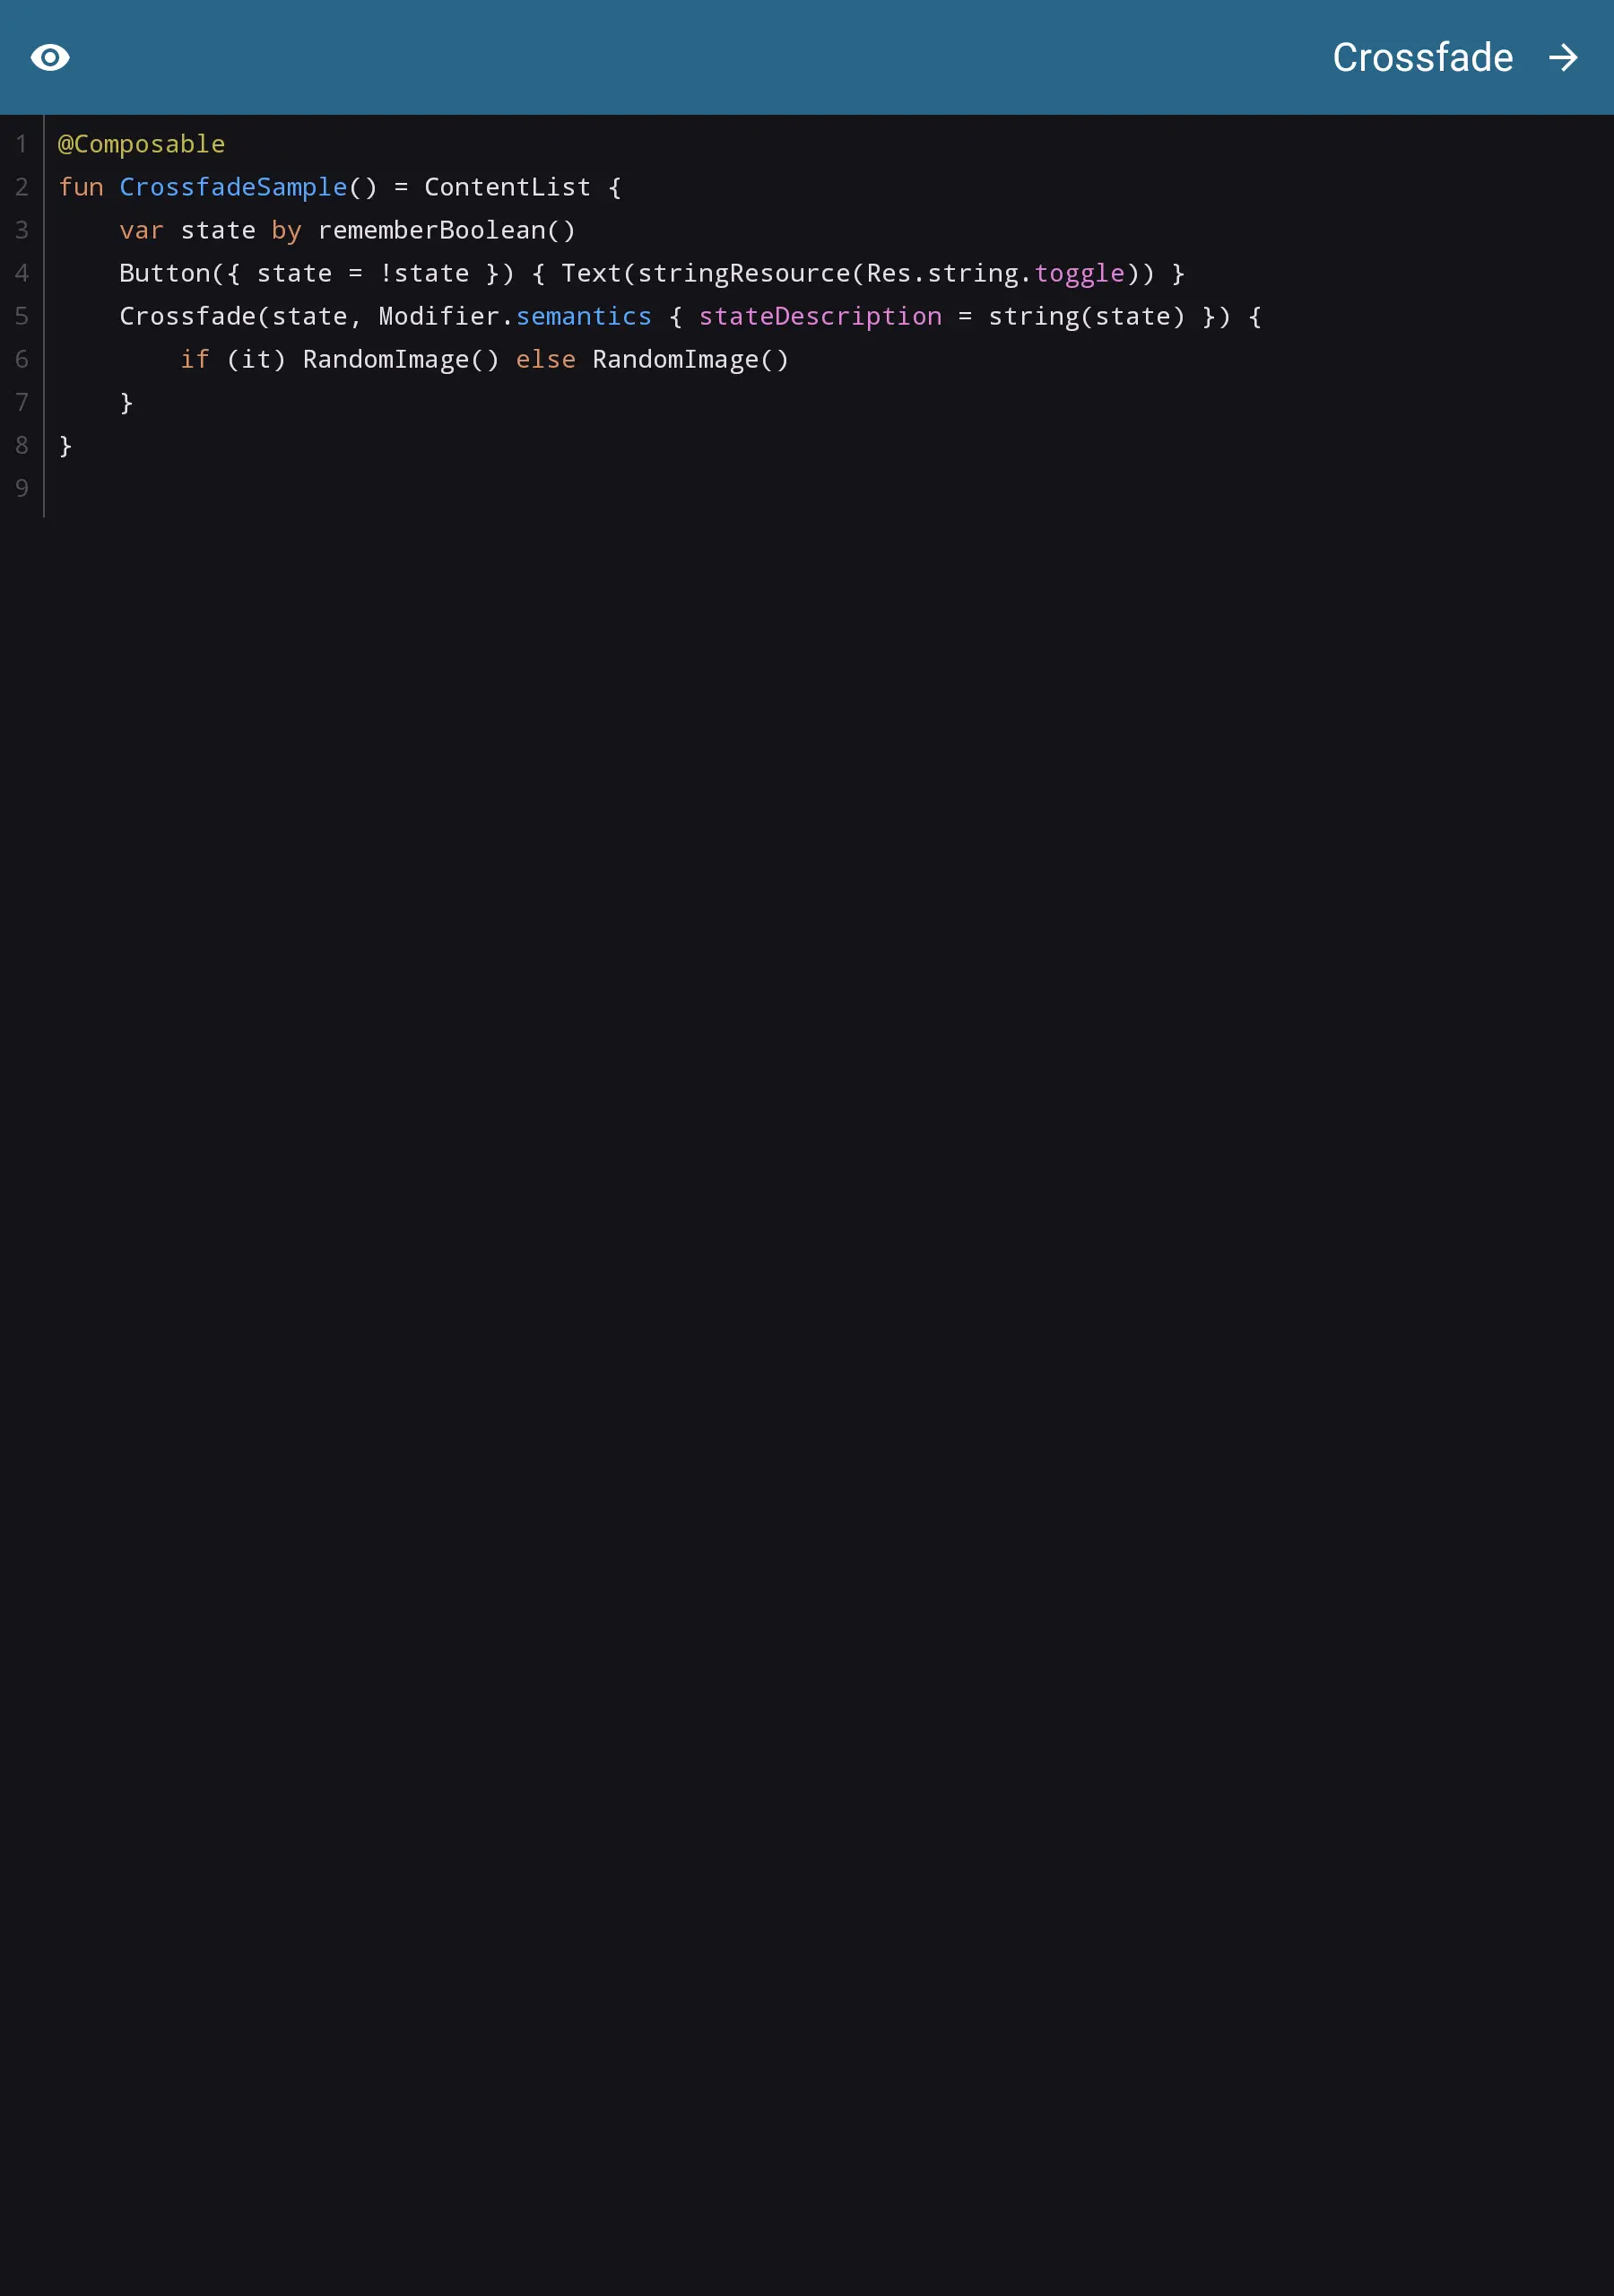 Crossfade
1 @Composable
2 fun CrossfadeSample() = ContentList {
3     var state by rememberBoolean()
4     Button({ state = !state }) { Text(stringResource(Res.string.toggle)) }
5     Crossfade(state, Modifier.semantics { stateDescription = string(state) }) {
6         if (it) RandomImage() else RandomImage()
7     }
8 }
9